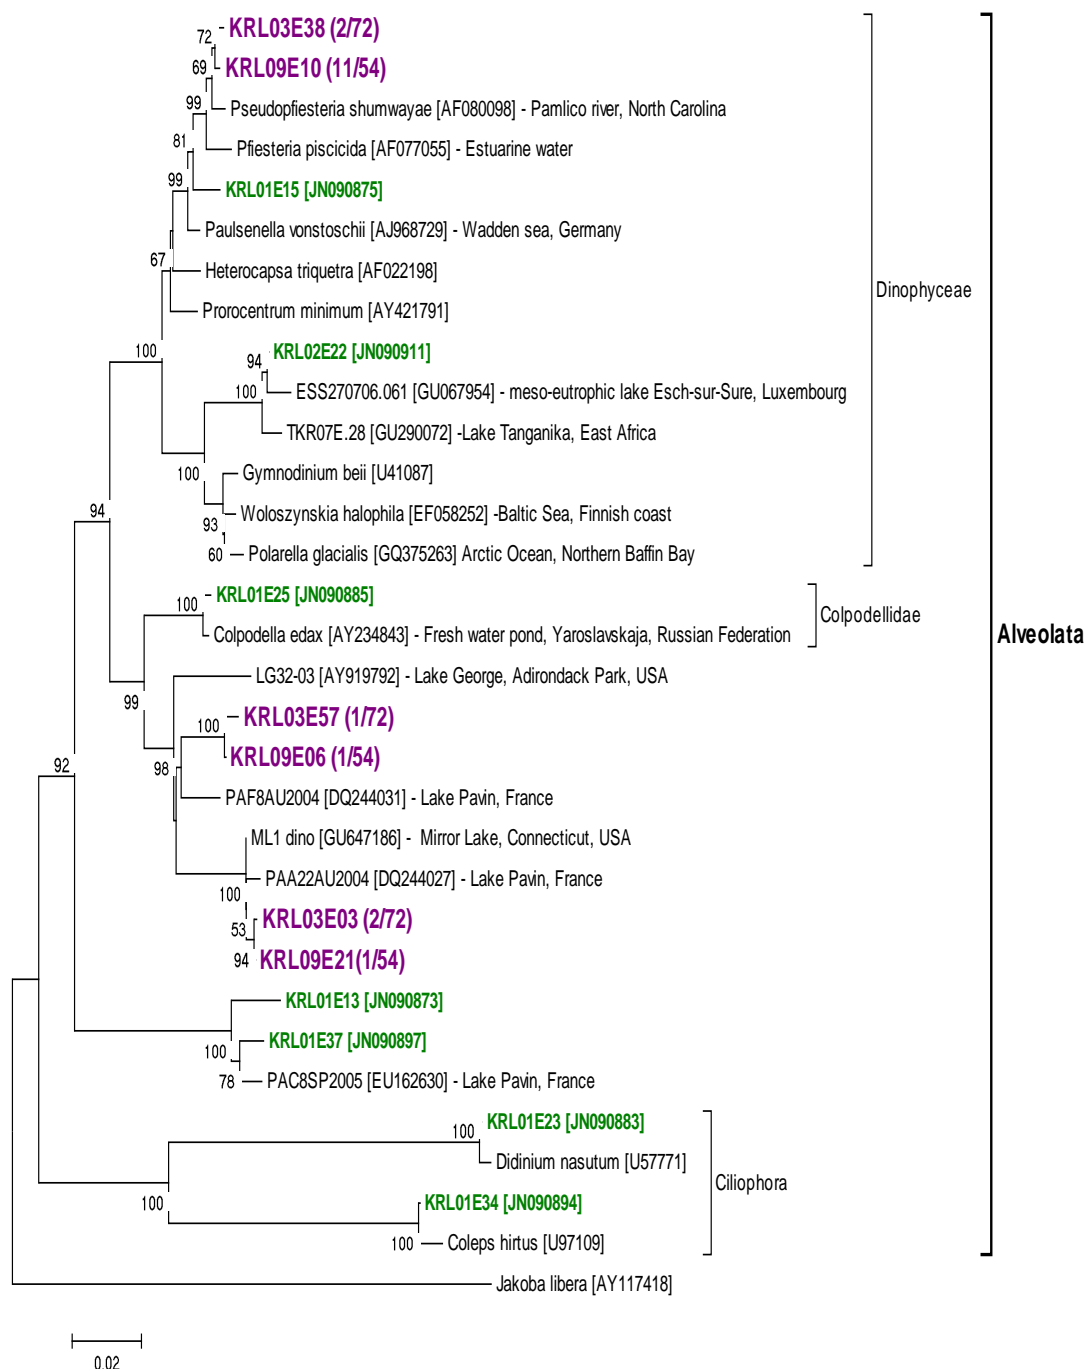 KRL03E38 (2/72)
72
KRL09E10 (11/54)
69
Pseudopfiesteria shumwayae [AF080098] - Pamlico river, North Carolina
99
Pfiesteria piscicida [AF077055] - Estuarine water
81
KRL01E15 [JN090875]
99
Paulsenella vonstoschii [AJ968729] - Wadden sea, Germany
67
Heterocapsa triquetra [AF022198]
Dinophyceae
Prorocentrum minimum [AY421791]
100
KRL02E22 [JN090911]
94
ESS270706.061 [GU067954] - meso-eutrophic lake Esch-sur-Sure, Luxembourg
100
TKR07E.28 [GU290072] -Lake Tanganika, East Africa
100
Gymnodinium beii [U41087]
94
Woloszynskia halophila [EF058252] -Baltic Sea, Finnish coast
93
60
Polarella glacialis [GQ375263] Arctic Ocean, Northern Baffin Bay
KRL01E25 [JN090885]
100
Colpodellidae
Colpodella edax [AY234843] - Fresh water pond, Yaroslavskaja, Russian Federation
Alveolata
LG32-03 [AY919792] - Lake George, Adirondack Park, USA
99
KRL03E57 (1/72)
100
KRL09E06 (1/54)
92
98
PAF8AU2004 [DQ244031] - Lake Pavin, France
ML1 dino [GU647186] - Mirror Lake, Connecticut, USA
PAA22AU2004 [DQ244027] - Lake Pavin, France
100
KRL03E03 (2/72)
53
94
KRL09E21(1/54)
KRL01E13 [JN090873]
KRL01E37 [JN090897]
100
78
PAC8SP2005 [EU162630] - Lake Pavin, France
KRL01E23 [JN090883]
100
Didinium nasutum [U57771]
Ciliophora
100
KRL01E34 [JN090894]
100
Coleps hirtus [U97109]
Jakoba libera [AY117418]
0.02